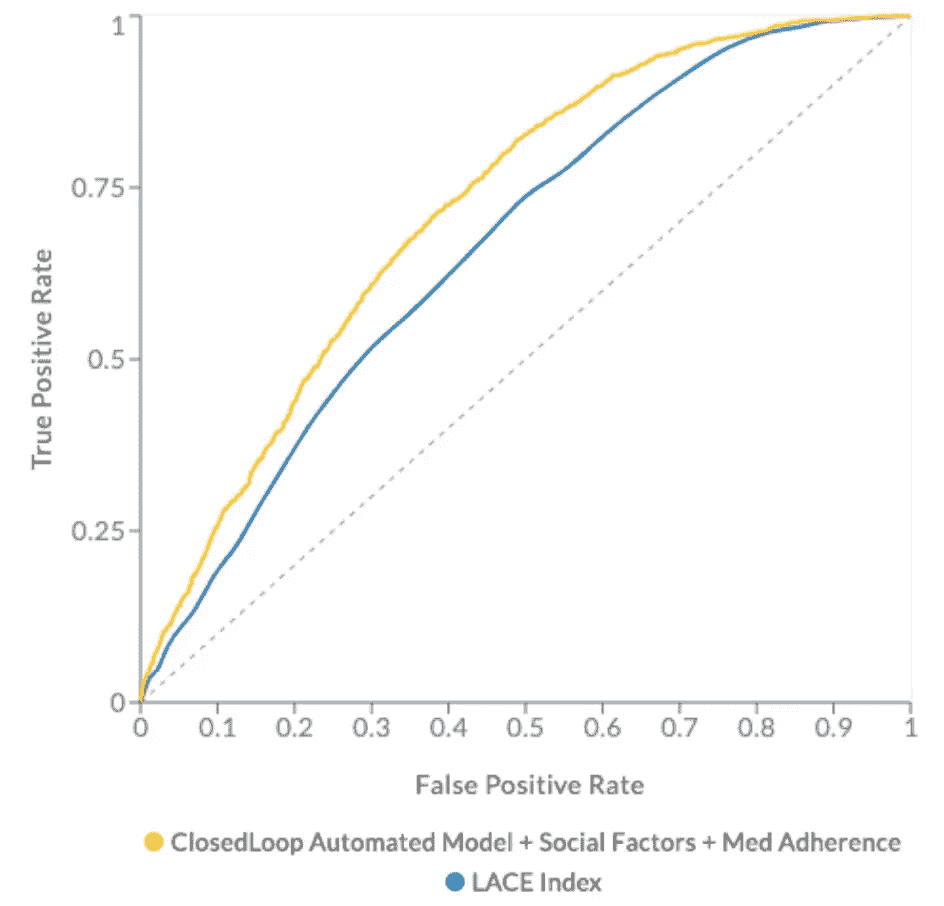 1
0.75
0.5
0.25
0
True Positive Rate
0 0.1 0.2 0.3 0.4 0.5 0.6 0.7 0.8 0.9 1
False Positive Rate
ClosedLoop Automated Model + Social Factors + Med Adherence
LACE Index